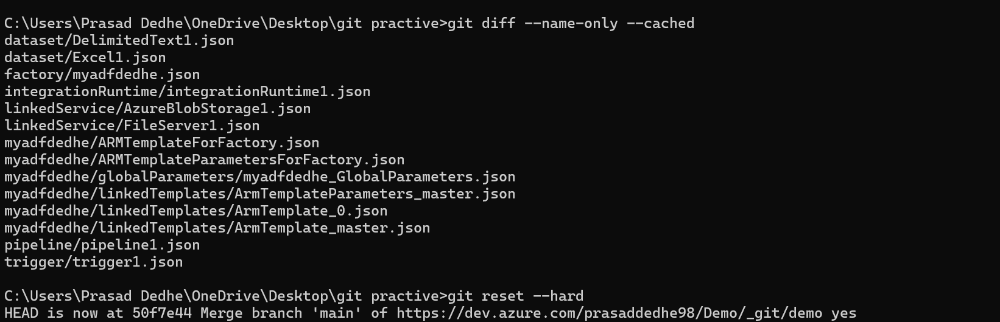 C:\Users\Prasad Dedhe\OneDrive\Desktop\git practive>git diff --name-only --cached
dataset/DelimitedText1.json
dataset/Excel1.json
factory/myadfdedhe.json
integrationRuntime/integrationRuntime1.json
linkedService/AzureBlobStorage1.json
linkedService/FileServer1.json
myadfdedhe/ARMTemplateForFactory.json
myadfdedhe/ARMTemplateParametersForFactory.json
myadfdedhe/globalParameters/myadfdedhe_GlobalParameters.json
myadfdedhe/linkedTemplates/ArmTemplateParameters_master.json
myadfdedhe/linkedTemplates/ArmTemplate_0.json
myadfdedhe/linkedTemplates/ArmTemplate_master.json
pipeline/pipeline1.json
trigger/trigger1.json
C:\Users\Prasad Dedhe\OneDrive\Desktop\git practive>git reset --hard
HEAD is now at 50f7e44 Merge branch 'main' of https://dev.azure.com/prasaddedhe98/Demo/_git/demo yes